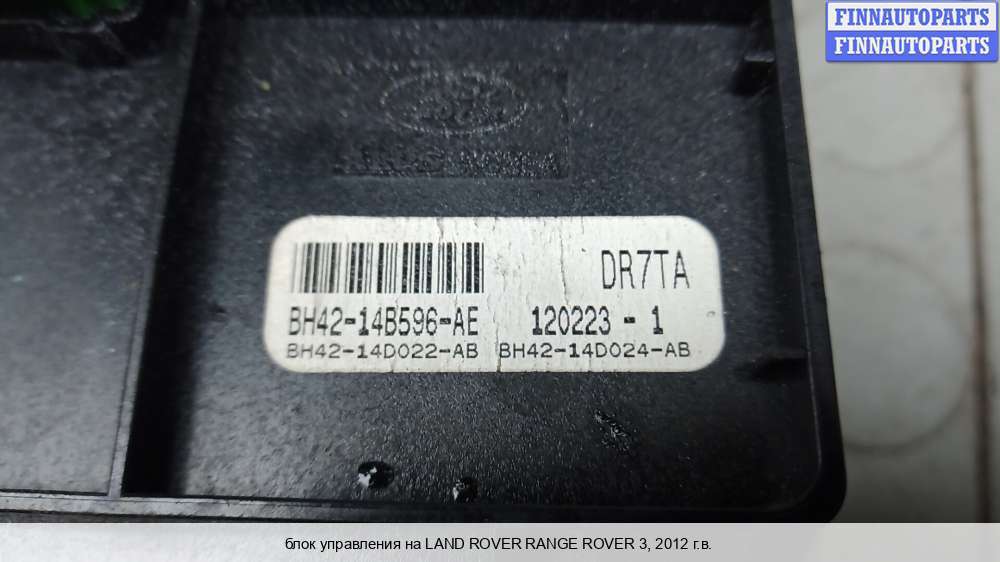 FINNAUTOPARTS
FINNAUTOPARTS
Ford
DR7TA
BH42-14B596-AE 120223 - 1
BH42-14D022-AB BH42-14D024-AB
блок управления на LAND ROVER RANGE ROVER 3, 2012 г.в.